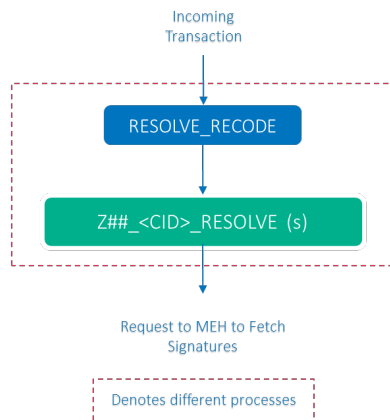 Incoming
Transaction
RESOLVE_RECODE
Z##_<CID>_RESOLVE (s)
Request to MEH to Fetch
Signatures
Denotes different processes